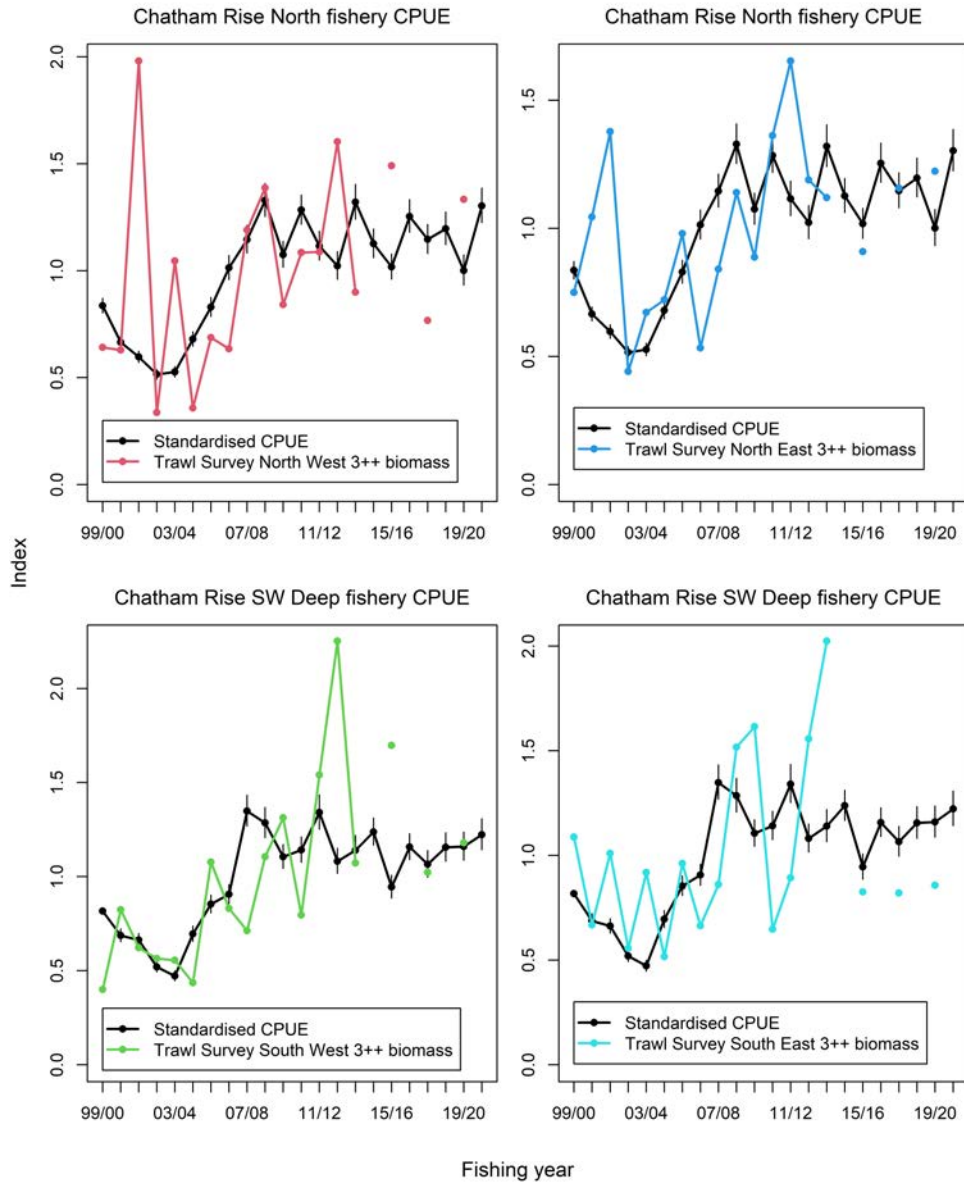 Chatham Rise North fishery CPUE
2.0
1.5
1.0
0.5
0.0
Standardised CPUE
Trawl Survey North West 3++ biomass
99/00 03/04 07/08 11/12 15/16 19/20
Chatham Rise North fishery CPUE
1.5
1.0
0.5
0.0
Standardised CPUE
Trawl Survey North East 3++ biomass
99/00 03/04 07/08 11/12 15/16 19/20
Index
Chatham Rise SW Deep fishery CPUE
2.0
1.5
1.0
0.5
0.0
Standardised CPUE
Trawl Survey South West 3++ biomass
99/00 03/04 07/08 11/12 15/16 19/20
Chatham Rise SW Deep fishery CPUE
2.0
1.5
1.0
0.5
0.0
Standardised CPUE
Trawl Survey South East 3++ biomass
99/00 03/04 07/08 11/12 15/16 19/20
Fishing year